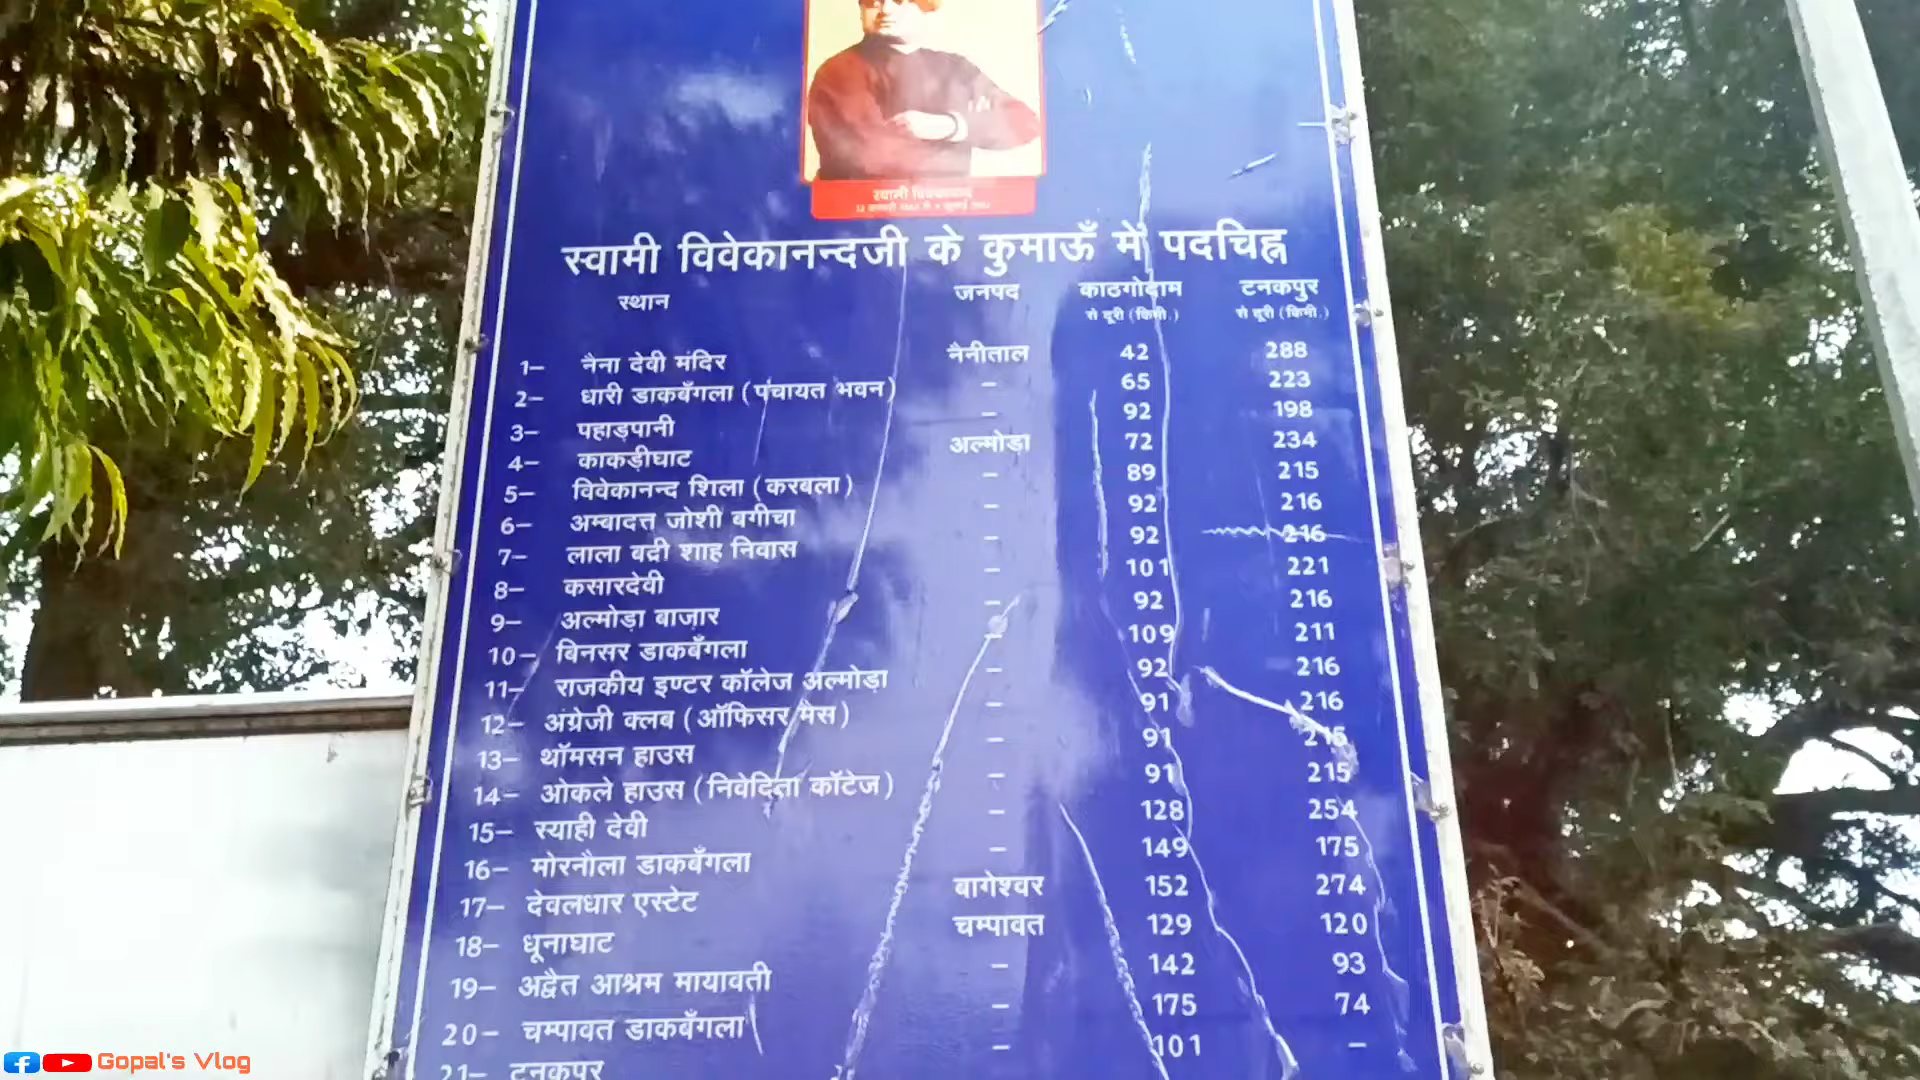 स्वामी विवेकानन्द
स्वामी विवेकानन्दजी के कुमाऊँ में पदचिह्न
स्थान जनपद काठगोदाम से दूरी (किमी.) टनकपुर से दूरी (किमी.)
1– नैना देवी मंदिर नैनीताल 42 288
2– धारी डाकबँगला (पंचायत भवन) – 65 223
3– पहाड़पानी – 92 198
4– काकड़ीघाट अल्मोड़ा 72 234
5– विवेकानन्द शिला (करबला) – 89 215
6– अम्बादत्त जोशी बगीचा – 92 216
7– लाला बद्री शाह निवास – 92 216
8– कसारदेवी – 101 221
9– अल्मोड़ा बाज़ार – 92 216
10– बिनसर डाकबँगला – 109 211
11– राजकीय इण्टर कॉलेज अल्मोड़ा – 92 216
12– अंग्रेजी क्लब (ऑफिसर मैस) – 91 216
13– थॉमसन हाउस – 91 215
14– ओकले हाउस (निवेदिता कॉटेज) – 91 215
15– स्याही देवी – 128 254
16– मोरनौला डाकबँगला – 149 175
17– देवलधार एस्टेट बागेश्वर 152 274
18– धूनाघाट चम्पावत 129 120
19– अद्वैत आश्रम मायावती – 142 93
20– चम्पावत डाकबँगला – 175 74
21– टनकपुर – 101 –
Gopal's Vlog